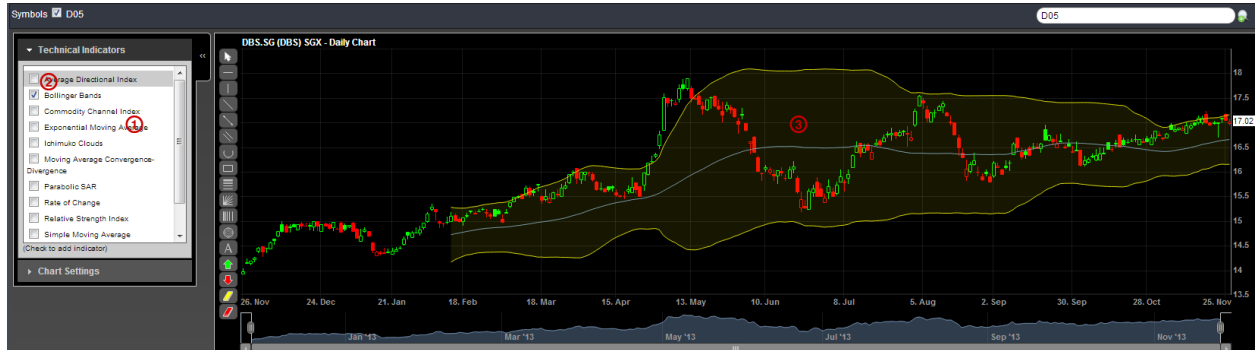 Symbols D05
D05
Technical Indicators
«
Average Directional Index
②
Bollinger Bands
Commodity Channel Index
①
Exponential Moving Average
Ichimuko Clouds
Moving Average Convergence-
Divergence
Parabolic SAR
Rate of Change
Relative Strength Index
Simple Moving Average
(Check to add indicator)
Chart Settings
A
DBS.SG (DBS) SGX - Daily Chart
③
18
17.5
17.02
16.5
16
15.5
15
14.5
14
13.5
26. Nov 24. Dec 21. Jan 18. Feb 18. Mar 15. Apr 13. May 10. Jun 8. Jul 5. Aug 2. Sep 30. Sep 28. Oct 25. Nov
Jan '13 Mar '13 May '13 Jul '13 Sep '13 Nov '13